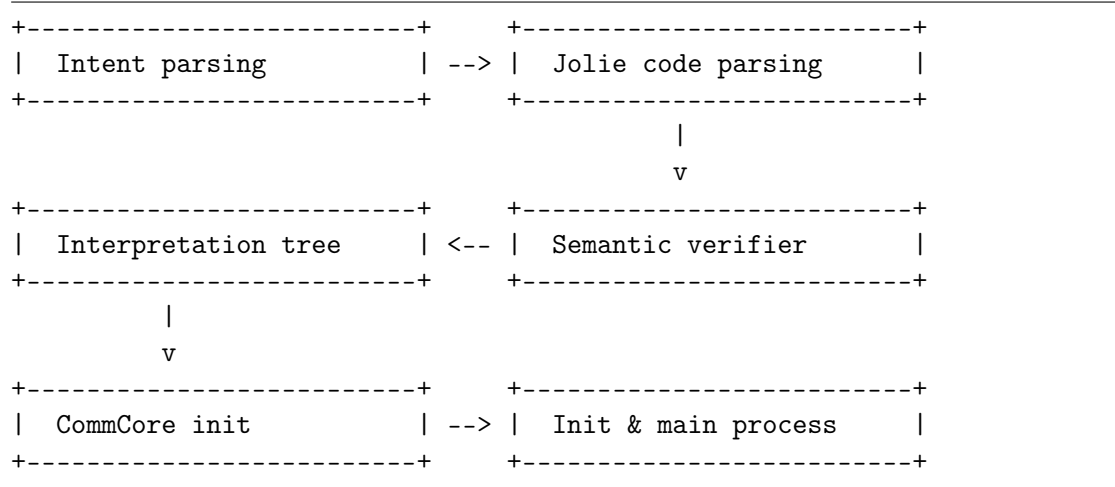 +--------------------------+     +--------------------------+
|  Intent parsing          | --> |  Jolie code parsing      |
+--------------------------+     +--------------------------+
                                            |
                                            v
+--------------------------+     +--------------------------+
|  Interpretation tree     | <-- |  Semantic verifier       |
+--------------------------+     +--------------------------+
          |
          v
+--------------------------+     +--------------------------+
|  CommCore init           | --> |  Init & main process     |
+--------------------------+     +--------------------------+